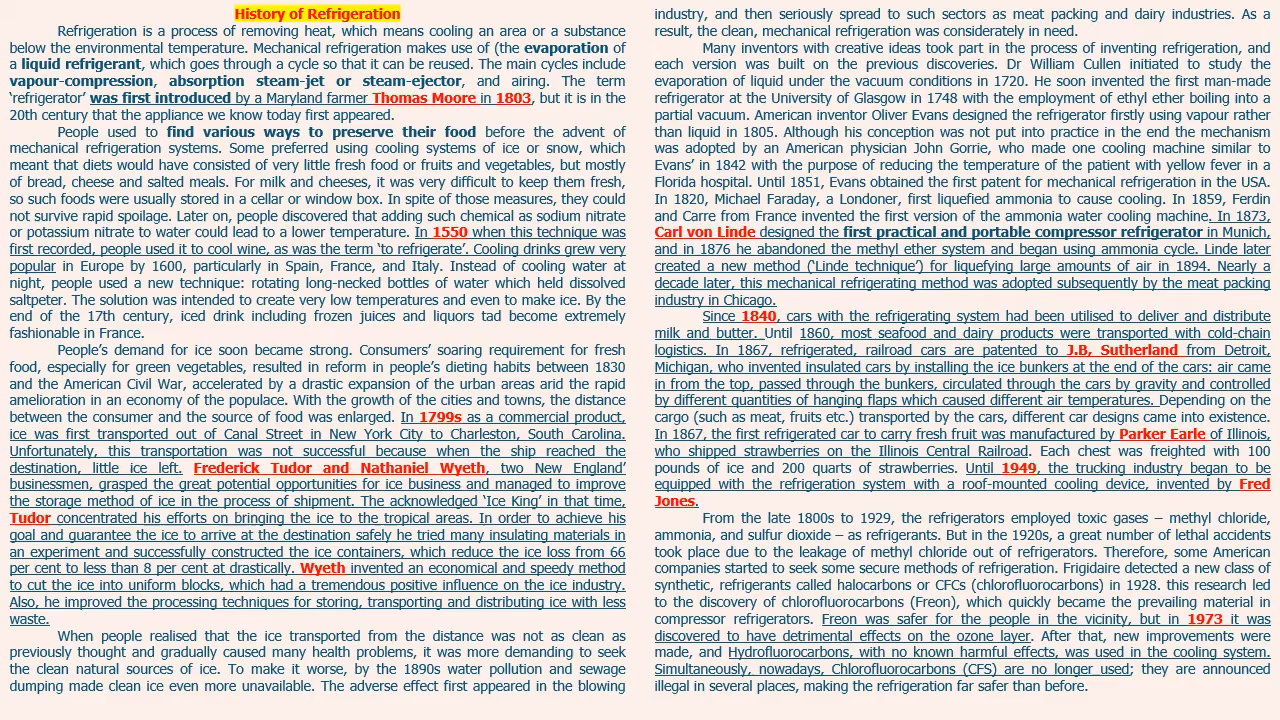 History of Refrigeration
Refrigeration is a process of removing heat, which means cooling an area or a substance
below the environmental temperature. Mechanical refrigeration makes use of (the evaporation of
a liquid refrigerant, which goes through a cycle so that it can be reused. The main cycles include
vapour-compression, absorption steam-jet or steam-ejector, and airing. The term
‘refrigerator’ was first introduced by a Maryland farmer Thomas Moore in 1803, but it is in the
20th century that the appliance we know today first appeared.
People used to find various ways to preserve their food before the advent of
mechanical refrigeration systems. Some preferred using cooling systems of ice or snow, which
meant that diets would have consisted of very little fresh food or fruits and vegetables, but mostly
of bread, cheese and salted meals. For milk and cheeses, it was very difficult to keep them fresh,
so such foods were usually stored in a cellar or window box. In spite of those measures, they could
not survive rapid spoilage. Later on, people discovered that adding such chemical as sodium nitrate
or potassium nitrate to water could lead to a lower temperature. In 1550 when this technique was
first recorded, people used it to cool wine, as was the term ‘to refrigerate’. Cooling drinks grew very
popular in Europe by 1600, particularly in Spain, France, and Italy. Instead of cooling water at
night, people used a new technique: rotating long-necked bottles of water which held dissolved
saltpeter. The solution was intended to create very low temperatures and even to make ice. By the
end of the 17th century, iced drink including frozen juices and liquors tad become extremely
fashionable in France.
People’s demand for ice soon became strong. Consumers’ soaring requirement for fresh
food, especially for green vegetables, resulted in reform in people’s dieting habits between 1830
and the American Civil War, accelerated by a drastic expansion of the urban areas arid the rapid
amelioration in an economy of the populace. With the growth of the cities and towns, the distance
between the consumer and the source of food was enlarged. In 1799s as a commercial product,
ice was first transported out of Canal Street in New York City to Charleston, South Carolina.
Unfortunately, this transportation was not successful because when the ship reached the
destination, little ice left. Frederick Tudor and Nathaniel Wyeth, two New England’
businessmen, grasped the great potential opportunities for ice business and managed to improve
the storage method of ice in the process of shipment. The acknowledged ‘Ice King’ in that time,
Tudor concentrated his efforts on bringing the ice to the tropical areas. In order to achieve his
goal and guarantee the ice to arrive at the destination safely he tried many insulating materials in
an experiment and successfully constructed the ice containers, which reduce the ice loss from 66
per cent to less than 8 per cent at drastically. Wyeth invented an economical and speedy method
to cut the ice into uniform blocks, which had a tremendous positive influence on the ice industry.
Also, he improved the processing techniques for storing, transporting and distributing ice with less
waste.
When people realised that the ice transported from the distance was not as clean as
previously thought and gradually caused many health problems, it was more demanding to seek
the clean natural sources of ice. To make it worse, by the 1890s water pollution and sewage
dumping made clean ice even more unavailable. The adverse effect first appeared in the blowing
industry, and then seriously spread to such sectors as meat packing and dairy industries. As a
result, the clean, mechanical refrigeration was considerately in need.
Many inventors with creative ideas took part in the process of inventing refrigeration, and
each version was built on the previous discoveries. Dr William Cullen initiated to study the
evaporation of liquid under the vacuum conditions in 1720. He soon invented the first man-made
refrigerator at the University of Glasgow in 1748 with the employment of ethyl ether boiling into a
partial vacuum. American inventor Oliver Evans designed the refrigerator firstly using vapour rather
than liquid in 1805. Although his conception was not put into practice in the end the mechanism
was adopted by an American physician John Gorrie, who made one cooling machine similar to
Evans’ in 1842 with the purpose of reducing the temperature of the patient with yellow fever in a
Florida hospital. Until 1851, Evans obtained the first patent for mechanical refrigeration in the USA.
In 1820, Michael Faraday, a Londoner, first liquefied ammonia to cause cooling. In 1859, Ferdin
and Carre from France invented the first version of the ammonia water cooling machine. In 1873,
Carl von Linde designed the first practical and portable compressor refrigerator in Munich,
and in 1876 he abandoned the methyl ether system and began using ammonia cycle. Linde later
created a new method (‘Linde technique’) for liquefying large amounts of air in 1894. Nearly a
decade later, this mechanical refrigerating method was adopted subsequently by the meat packing
industry in Chicago.
Since 1840, cars with the refrigerating system had been utilised to deliver and distribute
milk and butter. Until 1860, most seafood and dairy products were transported with cold-chain
logistics. In 1867, refrigerated, railroad cars are patented to J.B, Sutherland from Detroit,
Michigan, who invented insulated cars by installing the ice bunkers at the end of the cars: air came
in from the top, passed through the bunkers, circulated through the cars by gravity and controlled
by different quantities of hanging flaps which caused different air temperatures. Depending on the
cargo (such as meat, fruits etc.) transported by the cars, different car designs came into existence.
In 1867, the first refrigerated car to carry fresh fruit was manufactured by Parker Earle of Illinois,
who shipped strawberries on the Illinois Central Railroad. Each chest was freighted with 100
pounds of ice and 200 quarts of strawberries. Until 1949, the trucking industry began to be
equipped with the refrigeration system with a roof-mounted cooling device, invented by Fred
Jones.
From the late 1800s to 1929, the refrigerators employed toxic gases – methyl chloride,
ammonia, and sulfur dioxide – as refrigerants. But in the 1920s, a great number of lethal accidents
took place due to the leakage of methyl chloride out of refrigerators. Therefore, some American
companies started to seek some secure methods of refrigeration. Frigidaire detected a new class of
synthetic, refrigerants called halocarbons or CFCs (chlorofluorocarbons) in 1928. this research led
to the discovery of chlorofluorocarbons (Freon), which quickly became the prevailing material in
compressor refrigerators. Freon was safer for the people in the vicinity, but in 1973 it was
discovered to have detrimental effects on the ozone layer. After that, new improvements were
made, and Hydrofluorocarbons, with no known harmful effects, was used in the cooling system.
Simultaneously, nowadays, Chlorofluorocarbons (CFS) are no longer used; they are announced
illegal in several places, making the refrigeration far safer than before.